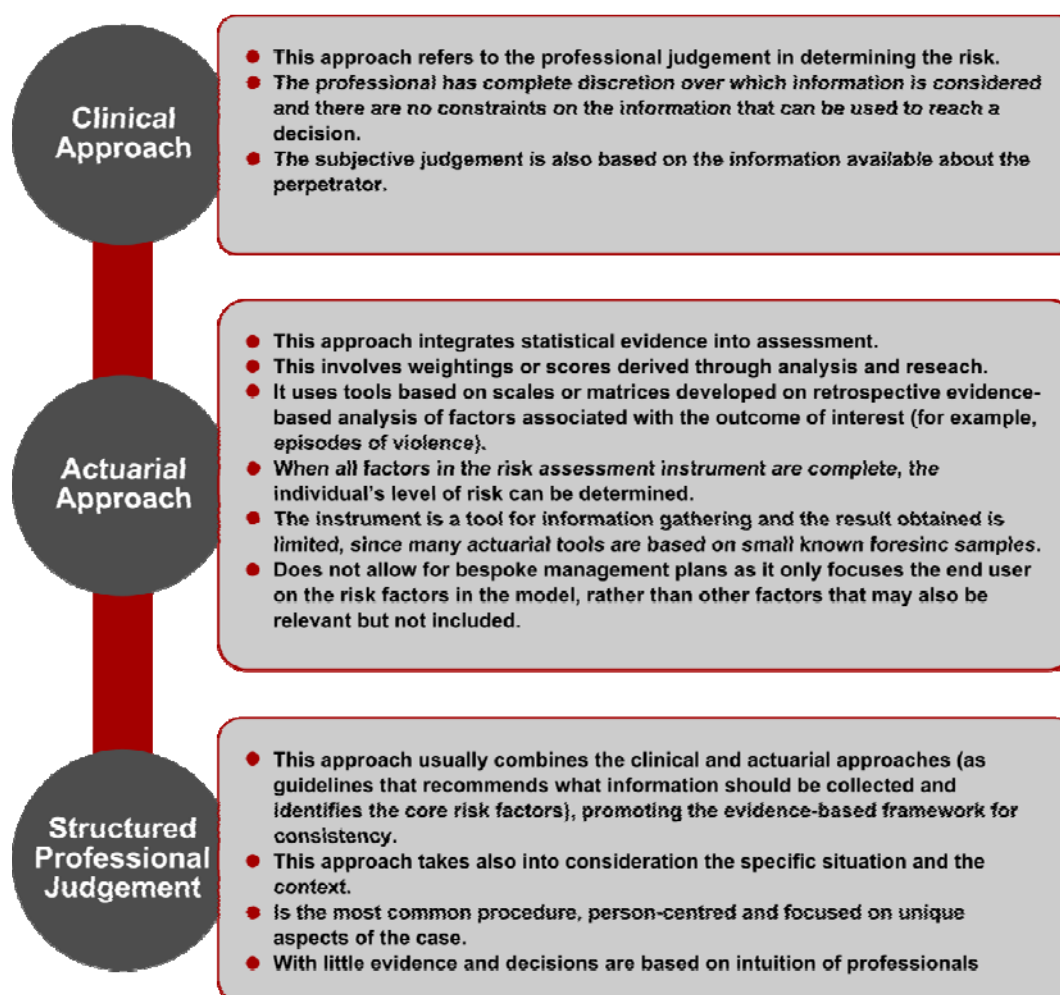 Clinical
Approach
This approach refers to the professional judgement in determining the risk.
The professional has complete discretion over which information is considered
and there are no constraints on the information that can be used to reach a
decision.
The subjective judgement is also based on the information available about the
perpetrator.
Actuarial
Approach
This approach integrates statistical evidence into assessment.
This involves weightings or scores derived through analysis and reseach.
It uses tools based on scales or matrices developed on retrospective evidence-
based analysis of factors associated with the outcome of interest (for example,
episodes of violence).
When all factors in the risk assessment instrument are complete, the
individual's level of risk can be determined.
The instrument is a tool for information gathering and the result obtained is
limited, since many actuarial tools are based on small known foresinc samples.
Does not allow for bespoke management plans as it only focuses the end user
on the risk factors in the model, rather than other factors that may also be
relevant but not included.
Structured
Professional
Judgement
This approach usually combines the clinical and actuarial approaches (as
guidelines that recommends what information should be collected and
identifies the core risk factors), promoting the evidence-based framework for
consistency.
This approach takes also into consideration the specific situation and the
context.
Is the most common procedure, person-centred and focused on unique
aspects of the case.
With little evidence and decisions are based on intuition of professionals